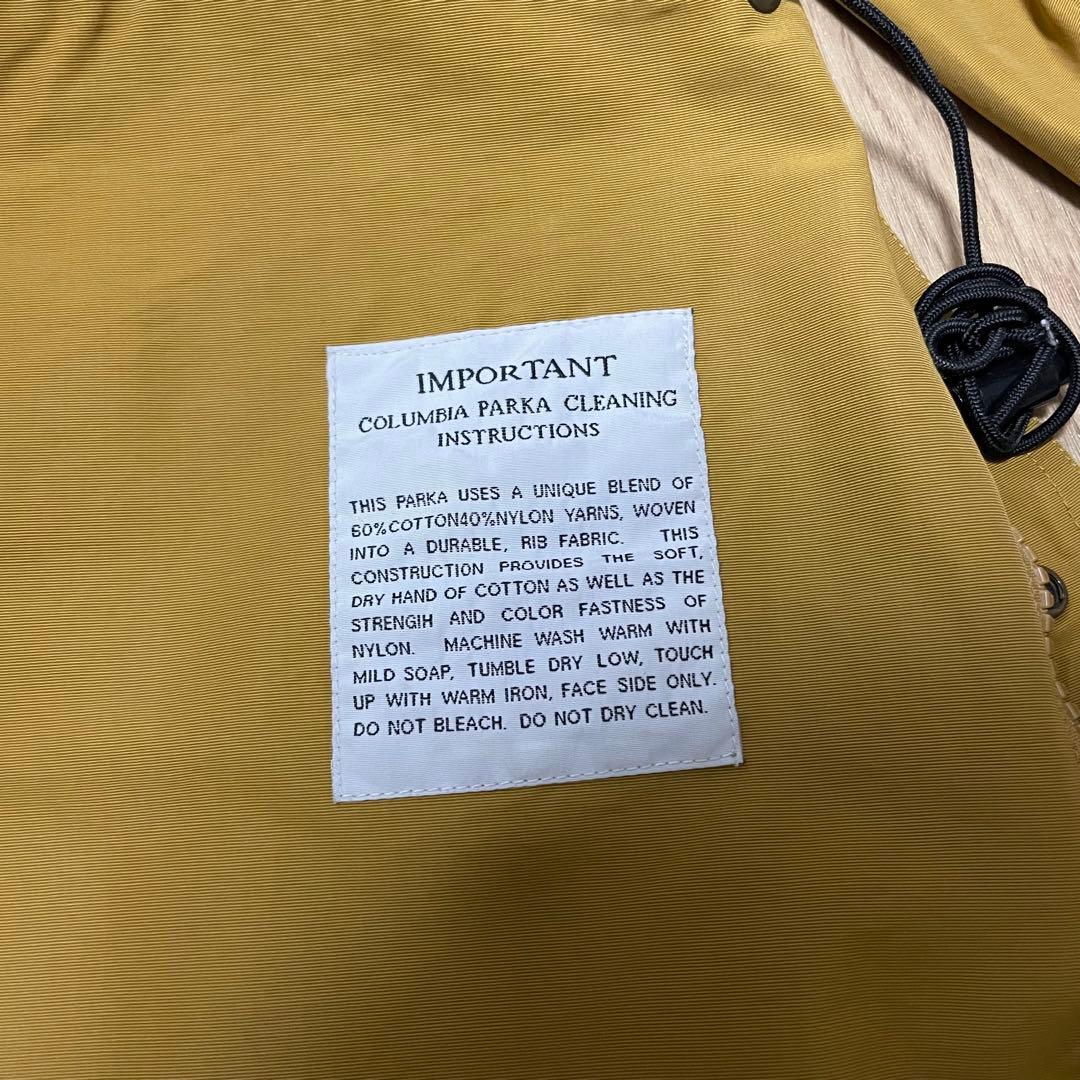 IMPORTANT
COLUMBIA PARKA CLEANING
INSTRUCTIONS
THIS PARKA USES A UNIQUE BLEND OF
60%COTTON40%NYLON YARNS, WOVEN
INTO A DURABLE, RIB FABRIC. THIS
CONSTRUCTION PROVIDES THE SOFT,
DRY HAND OF COTTON AS WELL AS THE
STRENGIH AND COLOR FASTNESS OF
NYLON. MACHINE WASH WARM WITH
MILD SOAP, TUMBLE DRY LOW, TOUCH
UP WITH WARM IRON, FACE SIDE ONLY.
DO NOT BLEACH. DO NOT DRY CLEAN.